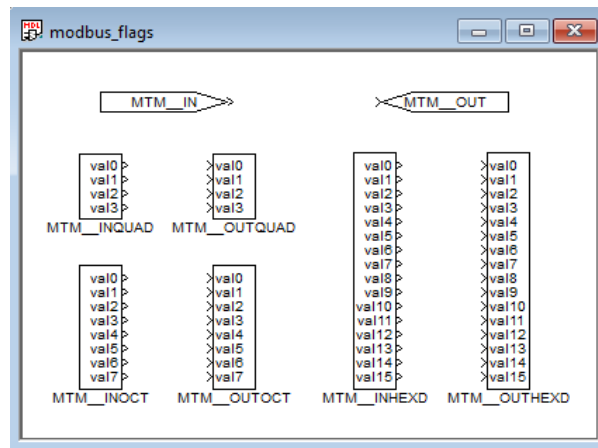 MDL modbus_flags
MTM__IN
MTM__OUT
val0
val1
val2
val3
MTM__INQUAD
val0
val1
val2
val3
MTM__OUTQUAD
val0
val1
val2
val3
val4
val5
val6
val7
MTM__INOCT
val0
val1
val2
val3
val4
val5
val6
val7
MTM__OUTOCT
val0
val1
val2
val3
val4
val5
val6
val7
val8
val9
val10
val11
val12
val13
val14
val15
MTM__INHEXD
val0
val1
val2
val3
val4
val5
val6
val7
val8
val9
val10
val11
val12
val13
val14
val15
MTM__OUTHEXD